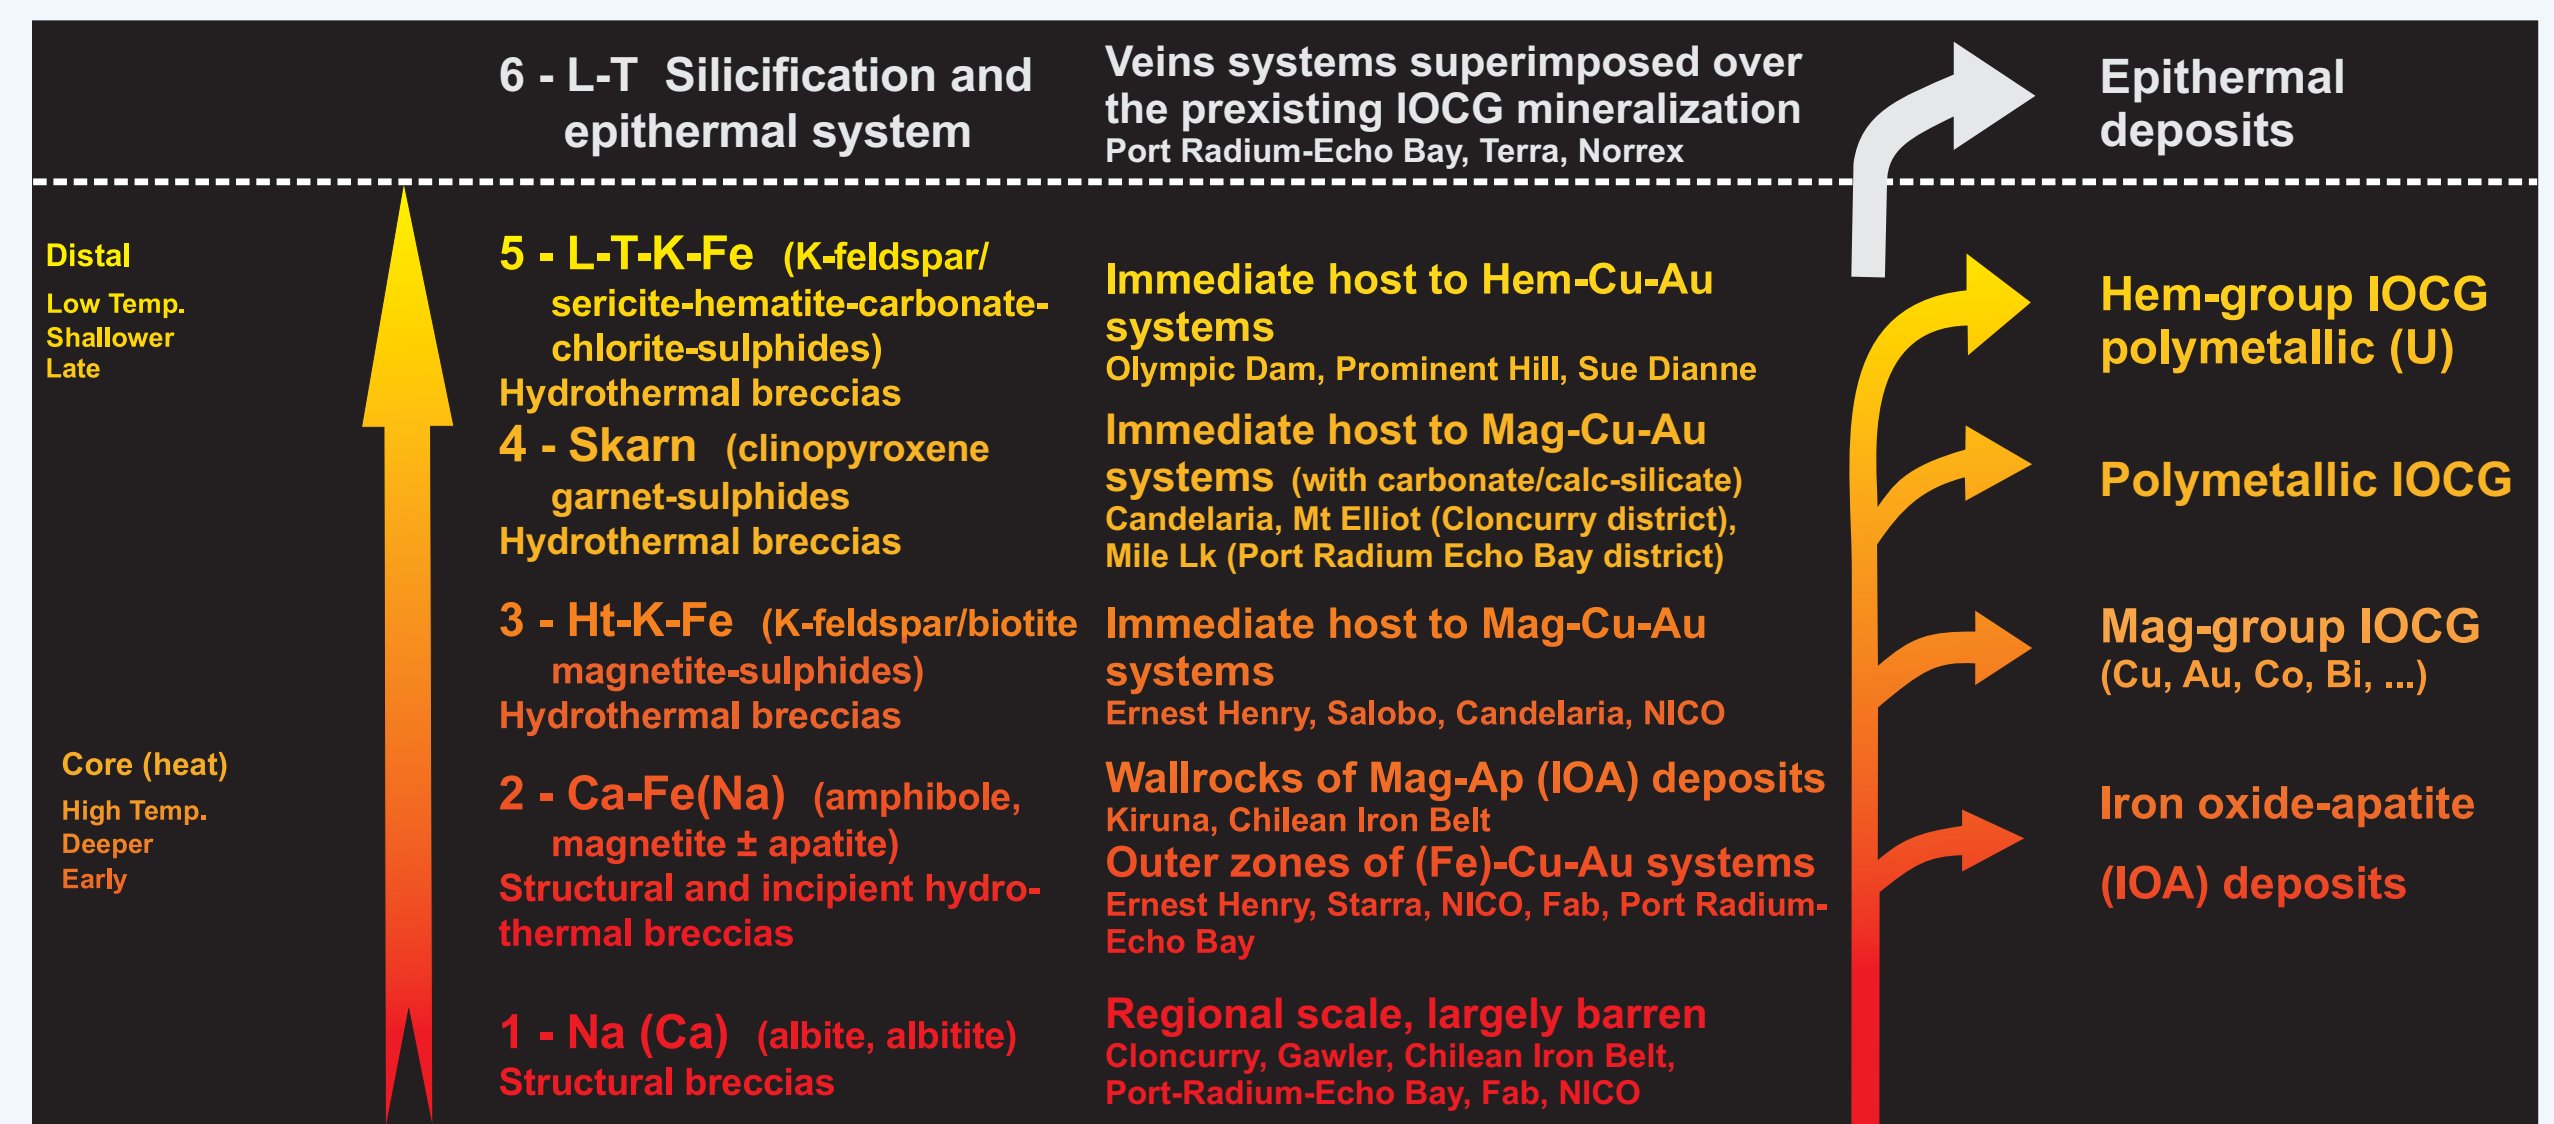 6 - L-T Silicification and
epithermal system
Veins systems superimposed over
the prexisting IOCG mineralization
Port Radium-Echo Bay, Terra, Norrex
Epithermal
deposits
Distal
Low Temp.
Shallower
Late
5 - L-T-K-Fe (K-feldspar/
sericite-hematite-carbonate-
chlorite-sulphides)
Hydrothermal breccias
Immediate host to Hem-Cu-Au
systems
Olympic Dam, Prominent Hill, Sue Dianne
Hem-group IOCG
polymetallic (U)
4 - Skarn (clinopyroxene
garnet-sulphides
Hydrothermal breccias
Immediate host to Mag-Cu-Au
systems (with carbonate/calc-silicate)
Candelaria, Mt Elliot (Cloncurry district),
Mile Lk (Port Radium Echo Bay district)
Polymetallic IOCG
3 - Ht-K-Fe (K-feldspar/biotite
magnetite-sulphides)
Hydrothermal breccias
Immediate host to Mag-Cu-Au
systems
Ernest Henry, Salobo, Candelaria, NICO
Mag-group IOCG
(Cu, Au, Co, Bi, ...)
Core (heat)
High Temp.
Deeper
Early
2 - Ca-Fe(Na) (amphibole,
magnetite ± apatite)
Structural and incipient hydro-
thermal breccias
Wallrocks of Mag-Ap (IOA) deposits
Kiruna, Chilean Iron Belt
Outer zones of (Fe)-Cu-Au systems
Ernest Henry, Starra, NICO, Fab, Port Radium-
Echo Bay
Iron oxide-apatite
(IOA) deposits
1 - Na (Ca) (albite, albitite)
Structural breccias
Regional scale, largely barren
Cloncurry, Gawler, Chilean Iron Belt,
Port-Radium-Echo Bay, Fab, NICO